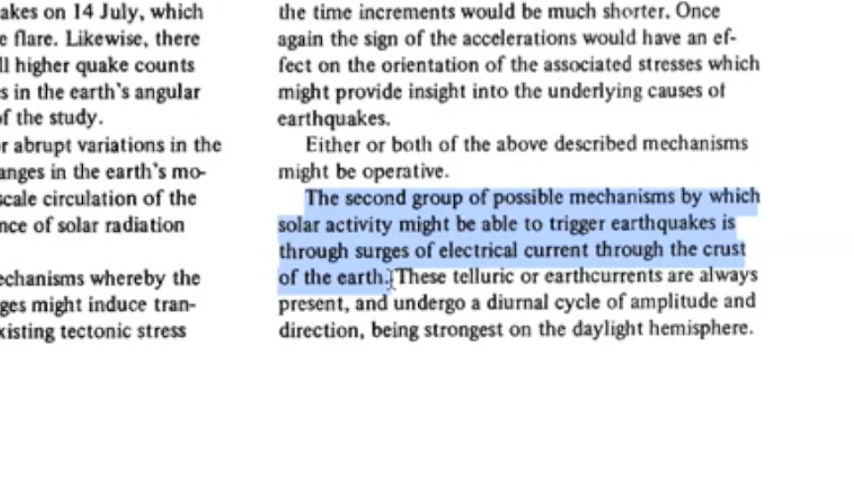 akes on 14 July, which
e flare. Likewise, there
ll higher quake counts
s in the earth's angular
f the study.
r abrupt variations in the
anges in the earth's mo-
scale circulation of the
nce of solar radiation
echanisms whereby the
ges might induce tran-
xisting tectonic stress
the time increments would be much shorter. Once
again the sign of the accelerations would have an ef-
fect on the orientation of the associated stresses which
might provide insight into the underlying causes of
earthquakes.
Either or both of the above described mechanisms
might be operative.
The second group of possible mechanisms by which
solar activity might be able to trigger earthquakes is
through surges of electrical current through the crust
of the earth. These telluric or earthcurrents are always
present, and undergo a diurnal cycle of amplitude and
direction, being strongest on the daylight hemisphere.